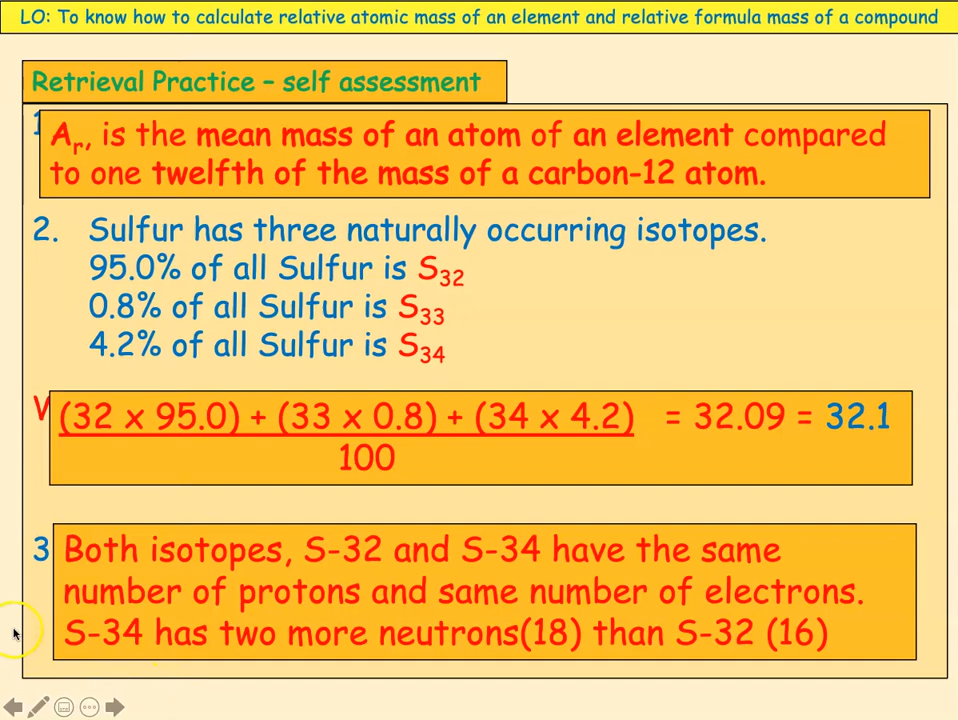 LO: To know how to calculate relative atomic mass of an element and relative formula mass of a compound
Retrieval Practice – self assessment
1
Ar, is the mean mass of an atom of an element compared
to one twelfth of the mass of a carbon-12 atom.
2. Sulfur has three naturally occurring isotopes.
95.0% of all Sulfur is S32
0.8% of all Sulfur is S33
4.2% of all Sulfur is S34
(32 x 95.0) + (33 x 0.8) + (34 x 4.2) = 32.09 = 32.1
100
3
Both isotopes, S-32 and S-34 have the same
number of protons and same number of electrons.
S-34 has two more neutrons(18) than S-32 (16)